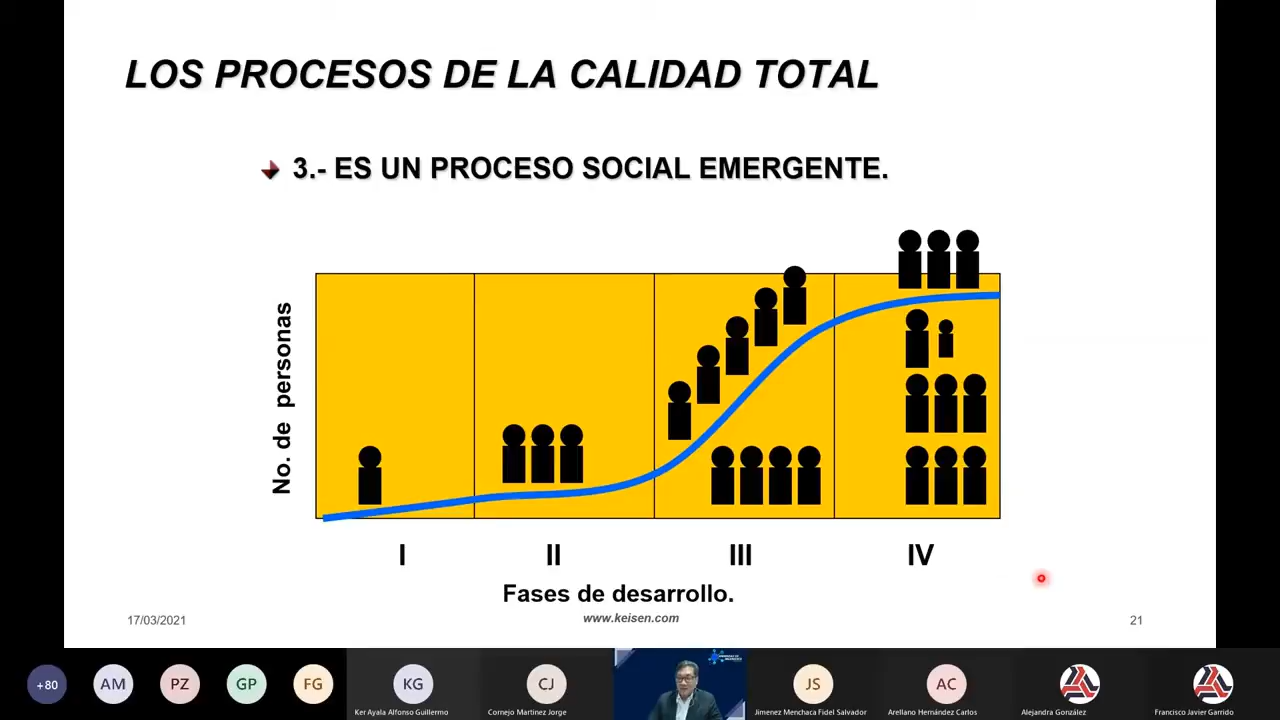 LOS PROCESOS DE LA CALIDAD TOTAL
3.- ES UN PROCESO SOCIAL EMERGENTE.
No. de personas
I II III IV
Fases de desarrollo.
17/03/2021 www.keisen.com 21
+80 AM PZ GP FG KG CJ JS AC
Ker Ayala Alfonso Guillermo Cornejo Martinez Jorge Jimenez Menchaca Fidel Salvador Arellano Hernández Carlos Alejandra González Francisco Javier Garrido